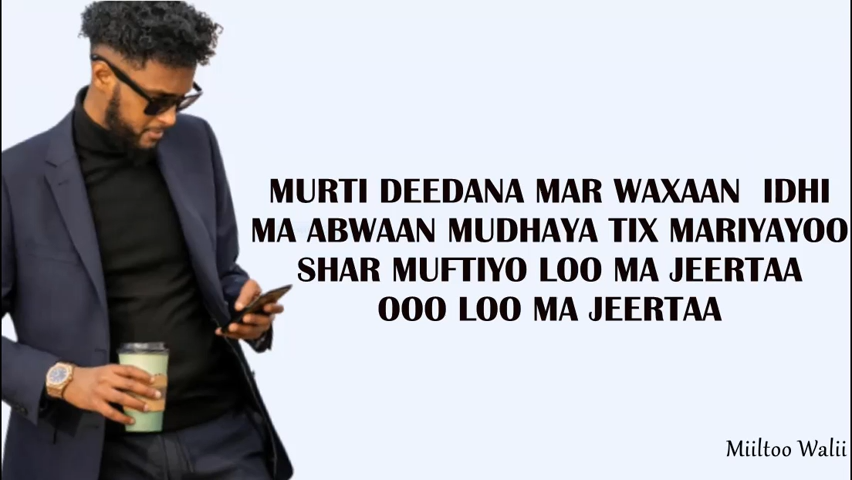 MURTI DEEDANA MAR WAXAAN IDHI
MA ABWAAN MUDHAYA TIX MARIYAYOO
SHAR MUFTIYO LOO MA JEERTAA
OOO LOO MA JEERTAA
Miiltoo Walii